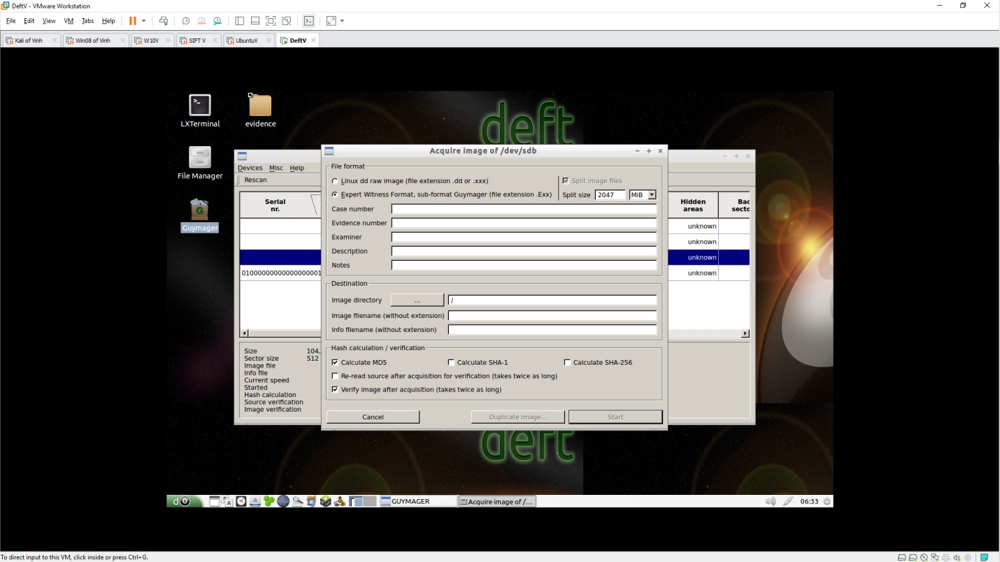 DeftV - VMware Workstation
File Edit View VM Tabs Help
Kali of Vinh Win08 of Vinh W10V SIFT V UbuntuV DeftV
LXTerminal evidence
File Manager
Guymager
deft
Acquire image of /dev/sdb
Devices Misc Help
Rescan
Serial
nr.
Hidden
areas
unknown
unknown
unknown
01000000000000000001 unknown
Size 104,
Sector size 512
Image file
Info file
Current speed
Started
Hash calculation
Source verification
Image verification
File format
Linux dd raw image (file extension .dd or .xxx) Split image files
Expert Witness Format, sub-format Guymager (file extension .Exx) Split size 2047 MiB
Case number
Evidence number
Examiner
Description
Notes
Destination
Image directory ... /
Image filename (without extension)
Info filename (without extension)
Hash calculation / verification
Calculate MD5 Calculate SHA-1 Calculate SHA-256
Re-read source after acquisition for verification (takes twice as long)
Verify image after acquisition (takes twice as long)
Cancel Duplicate image... Start
deft
GUYMAGER Acquire image of /... 06:33
To direct input to this VM, click inside or press Ctrl+G.